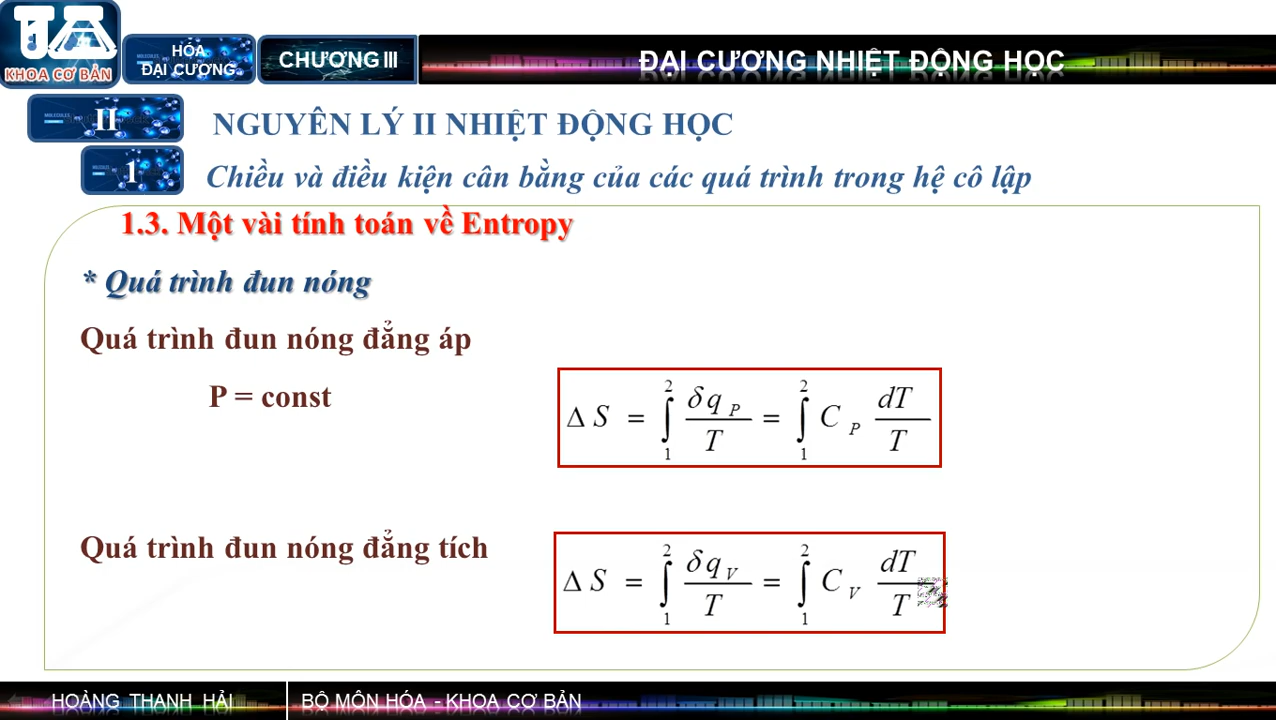 KHOA CƠ BẢN
HÓA
ĐẠI CƯƠNG
CHƯƠNG III
ĐẠI CƯƠNG NHIỆT ĐỘNG HỌC
II
NGUYÊN LÝ II NHIỆT ĐỘNG HỌC
1
Chiều và điều kiện cân bằng của các quá trình trong hệ cô lập
1.3. Một vài tính toán về Entropy
* Quá trình đun nóng
Quá trình đun nóng đẳng áp
P = const
Δ S = ∫₁² δq_P / T = ∫₁² C_P dT / T
Quá trình đun nóng đẳng tích
Δ S = ∫₁² δq_V / T = ∫₁² C_V dT / T
HOÀNG THANH HẢI
BỘ MÔN HÓA - KHOA CƠ BẢN